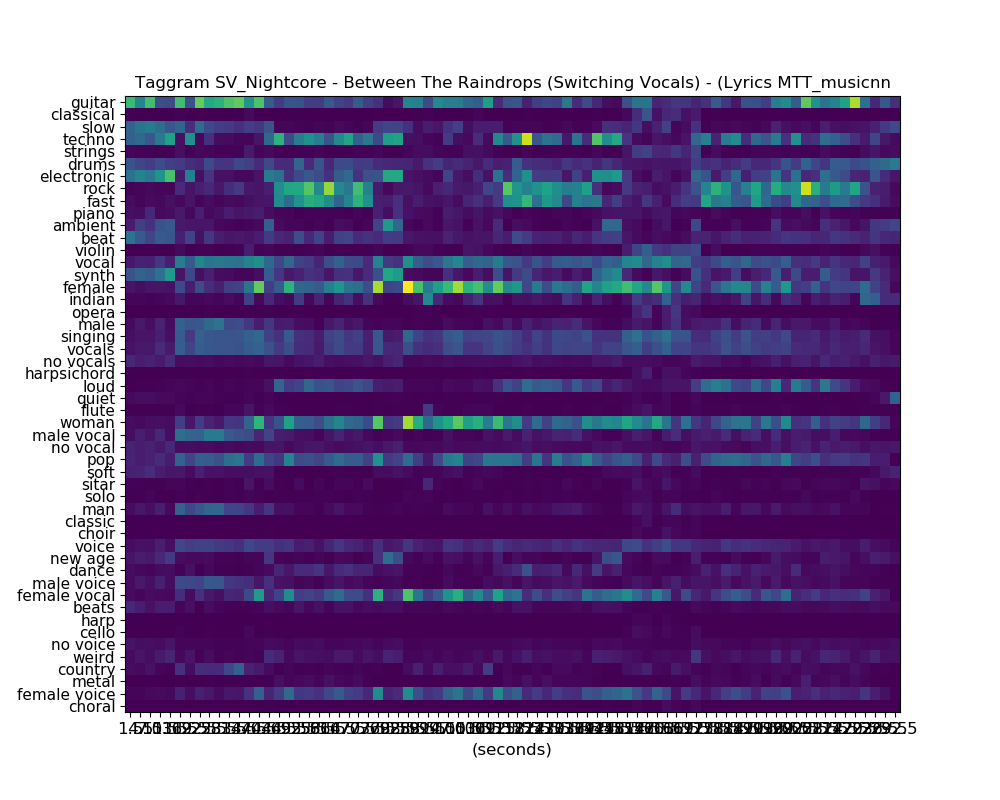 Taggram SV_Nightcore - Between The Raindrops (Switching Vocals) - (Lyrics MTT_musicnn
guitar
classical
slow
techno
strings
drums
electronic
rock
fast
piano
ambient
beat
violin
vocal
synth
female
indian
opera
male
singing
vocals
no vocals
harpsichord
loud
quiet
flute
woman
male vocal
no vocal
pop
soft
sitar
solo
man
classic
choir
voice
new age
dance
male voice
female vocal
beats
harp
cello
no voice
weird
country
metal
female voice
choral
(seconds)